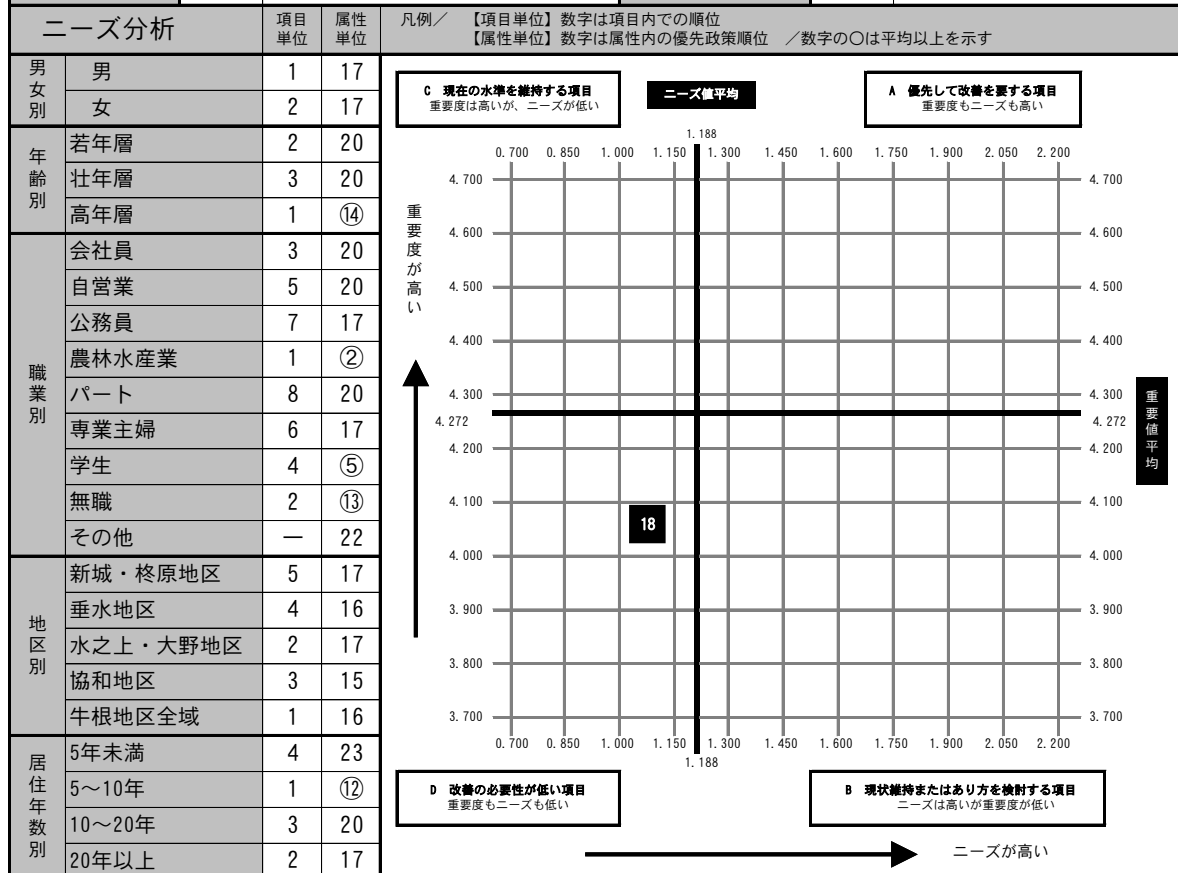 ニーズ分析 項目単位 属性単位
凡例／ 【項目単位】数字は項目内での順位
【属性単位】数字は属性内の優先政策順位 ／数字の〇は平均以上を示す
男女別
男 1 17
女 2 17
年齢別
若年層 2 20
壮年層 3 20
高年層 1 ⑭
職業別
会社員 3 20
自営業 5 20
公務員 7 17
農林水産業 1 ②
パート 8 20
専業主婦 6 17
学生 4 ⑤
無職 2 ⑬
その他 ― 22
地区別
新城・柊原地区 5 17
垂水地区 4 16
水之上・大野地区 2 17
協和地区 3 15
牛根地区全域 1 16
居住年数別
5年未満 4 23
5～10年 1 ⑫
10～20年 3 20
20年以上 2 17
C 現在の水準を維持する項目
重要度は高いが、ニーズが低い
ニーズ値平均
A 優先して改善を要する項目
重要度もニーズも高い
1.188
0.700 0.850 1.000 1.150 1.300 1.450 1.600 1.750 1.900 2.050 2.200
重要度が高い
4.700 4.700
4.600 4.600
4.500 4.500
4.400 4.400
4.300 4.300
4.272 4.272
重要値平均
4.200 4.200
4.100 4.100
18
4.000 4.000
3.900 3.900
3.800 3.800
3.700 3.700
0.700 0.850 1.000 1.150 1.300 1.450 1.600 1.750 1.900 2.050 2.200
1.188
D 改善の必要性が低い項目
重要度もニーズも低い
B 現状維持またはあり方を検討する項目
ニーズは高いが重要度が低い
ニーズが高い